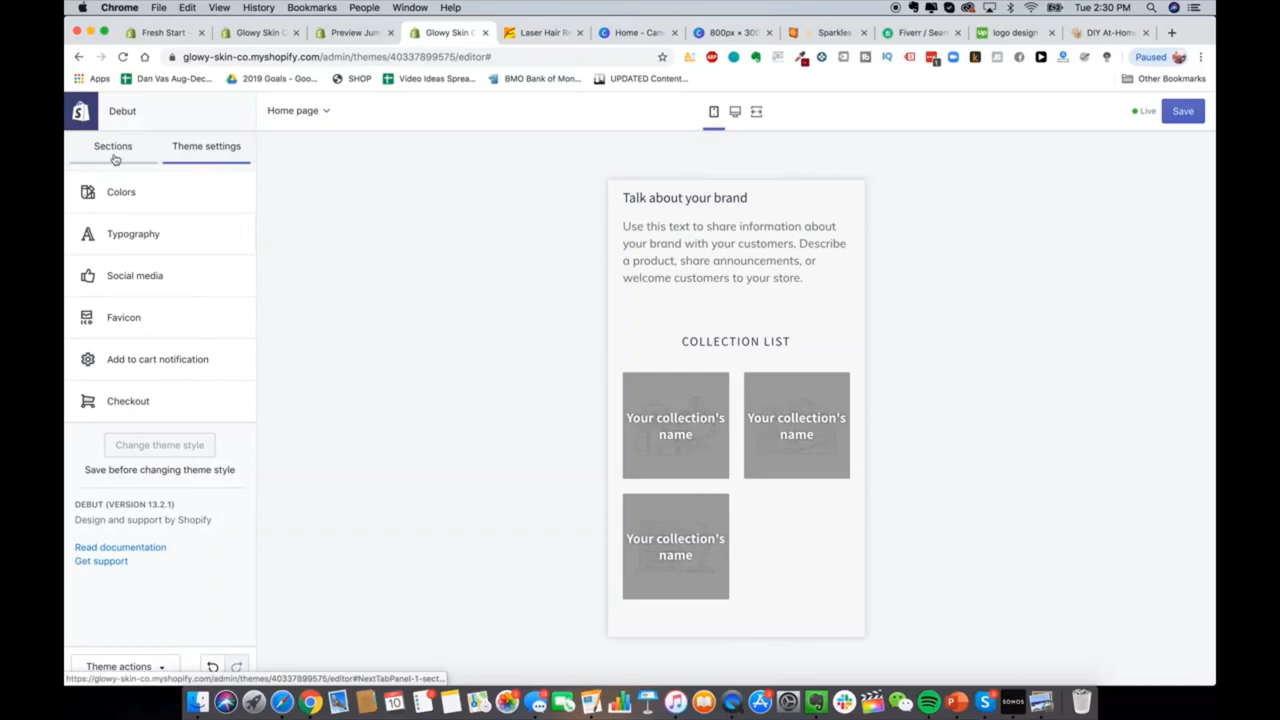 Chrome File Edit View History Bookmarks People Window Help Tue 2:30 PM
Fresh Start - Glowy Skin C Preview Jum Glowy Skin C Laser Hair Re Home - Can 800px × 300 Sparkles Fiverr / Sean logo design DIY At-Hom
glowy-skin-co.myshopify.com/admin/themes/40337899575/editor# Paused
Apps Dan Vas Aug-Dec... 2019 Goals - Goo... SHOP Video Ideas Sprea... BMO Bank of Mon... UPDATED Content... Other Bookmarks
Debut Home page Live Save
Sections Theme settings
Colors
Typography
Social media
Favicon
Add to cart notification
Checkout
Change theme style
Save before changing theme style
DEBUT (VERSION 13.2.1)
Design and support by Shopify
Read documentation
Get support
Theme actions
https://glowy-skin-co.myshopify.com/admin/themes/40337899575/editor#NextTabPanel-1-sect...
Talk about your brand
Use this text to share information about
your brand with your customers. Describe
a product, share announcements, or
welcome customers to your store.
COLLECTION LIST
Your collection's
name
Your collection's
name
Your collection's
name
SONOS